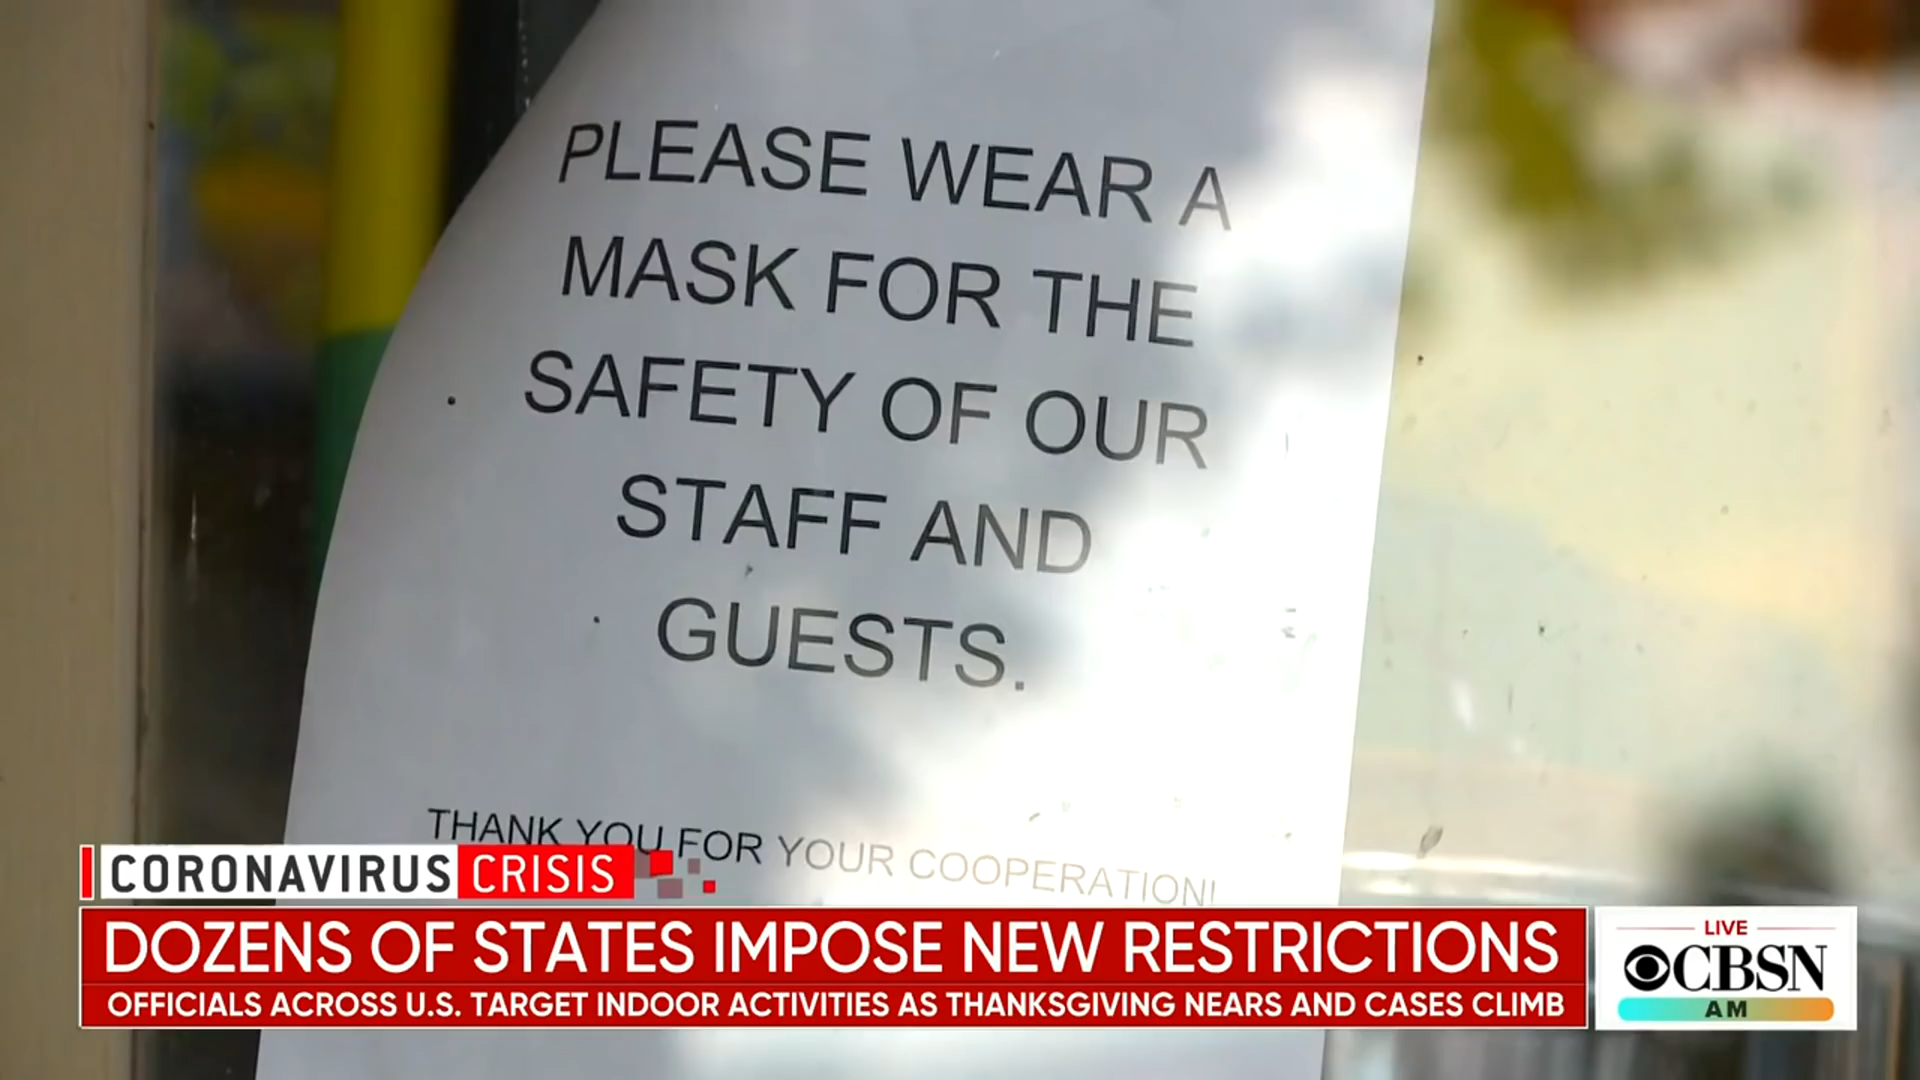 PLEASE WEAR A
MASK FOR THE
SAFETY OF OUR
STAFF AND
GUESTS.
THANK YOU FOR YOUR COOPERATION!
CORONAVIRUS CRISIS
DOZENS OF STATES IMPOSE NEW RESTRICTIONS
OFFICIALS ACROSS U.S. TARGET INDOOR ACTIVITIES AS THANKSGIVING NEARS AND CASES CLIMB
LIVE
CBSN
AM